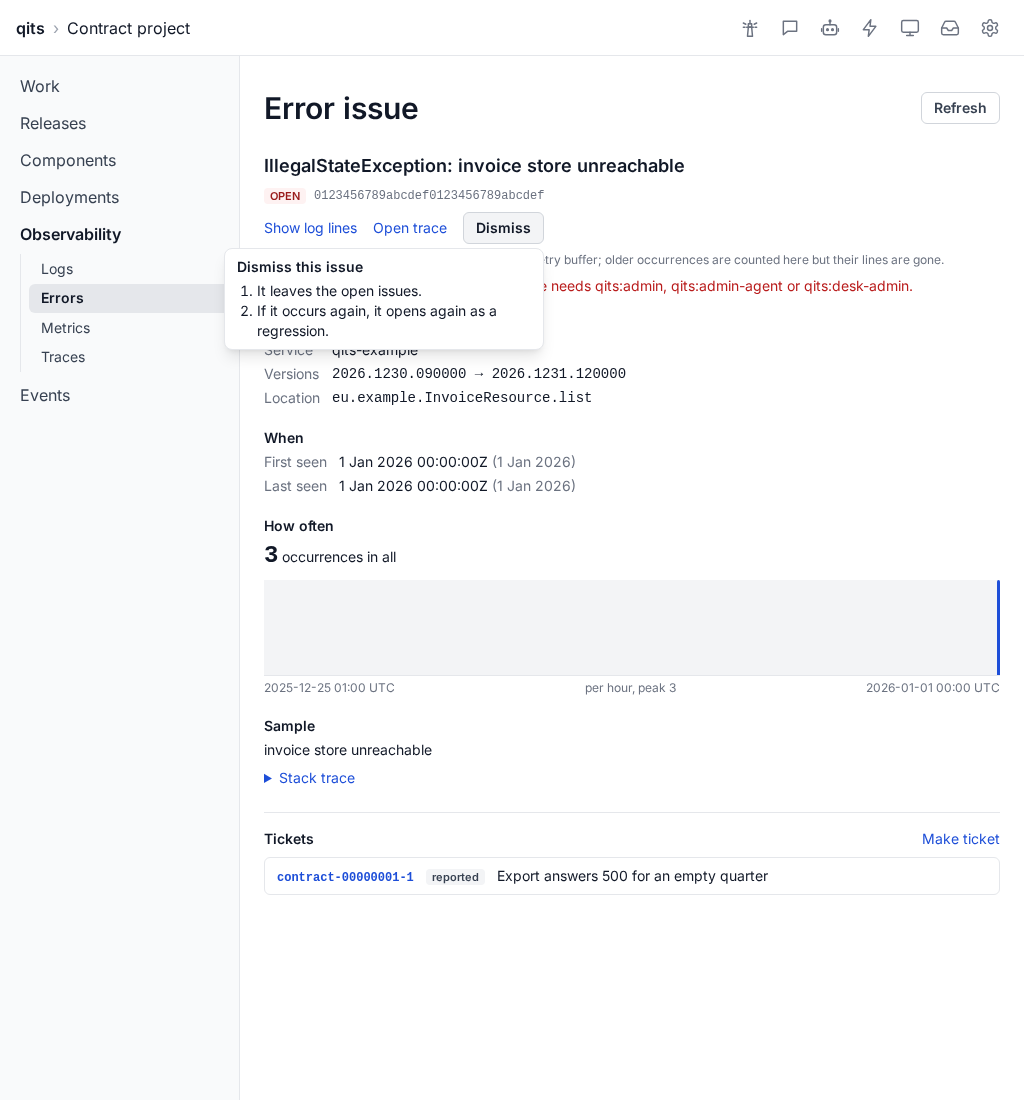 qits › Contract project
Work
Releases
Components
Deployments
Observability
Logs
Errors
Metrics
Traces
Events
Error issue
Refresh
IllegalStateException: invoice store unreachable
OPEN 0123456789abcdef0123456789abcdef
Show log lines Open trace Dismiss
buffer; older occurrences are counted here but their lines are gone.
needs qits:admin, qits:admin-agent or qits:desk-admin.
Dismiss this issue
1. It leaves the open issues.
2. If it occurs again, it opens again as a
regression.
Service qits-example
Versions 2026.1230.090000 → 2026.1231.120000
Location eu.example.InvoiceResource.list
When
First seen 1 Jan 2026 00:00:00Z (1 Jan 2026)
Last seen 1 Jan 2026 00:00:00Z (1 Jan 2026)
How often
3 occurrences in all
2025-12-25 01:00 UTC per hour, peak 3 2026-01-01 00:00 UTC
Sample
invoice store unreachable
Stack trace
Tickets Make ticket
contract-00000001-1 reported Export answers 500 for an empty quarter